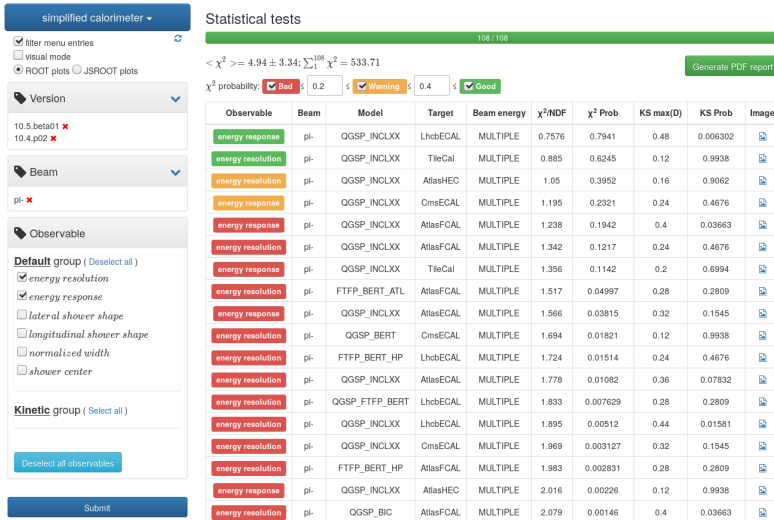 simplified calorimeter
filter menu entries
visual mode
ROOT plots JSROOT plots
Version
10.5.beta01
10.4.p02
Beam
pi-
Observable
Default group ( Deselect all )
energy resolution
energy response
lateral shower shape
longitudinal shower shape
normalized width
shower center
Kinetic group ( Select all )
Deselect all observables
Submit
Statistical tests
108 / 108
< χ² >= 4.94 ± 3.34; ∑₁¹⁰⁸ χ² = 533.71
Generate PDF report
χ² probability: Bad ≤ 0.2 ≤ Warning ≤ 0.4 ≤ Good
Observable Beam Model Target Beam energy χ²/NDF χ² Prob KS max(D) KS Prob Image
energy response pi- QGSP_INCLXX LhcbECAL MULTIPLE 0.7576 0.7941 0.48 0.006302
energy resolution pi- QGSP_INCLXX TileCal MULTIPLE 0.885 0.6245 0.12 0.9938
energy resolution pi- QGSP_INCLXX AtlasHEC MULTIPLE 1.05 0.3952 0.16 0.9062
energy response pi- QGSP_INCLXX CmsECAL MULTIPLE 1.195 0.2321 0.24 0.4676
energy response pi- QGSP_INCLXX AtlasFCAL MULTIPLE 1.238 0.1942 0.4 0.03663
energy resolution pi- QGSP_INCLXX AtlasFCAL MULTIPLE 1.342 0.1217 0.24 0.4676
energy response pi- QGSP_INCLXX TileCal MULTIPLE 1.356 0.1142 0.2 0.6994
energy resolution pi- FTFP_BERT_ATL AtlasFCAL MULTIPLE 1.517 0.04997 0.28 0.2809
energy response pi- QGSP_INCLXX AtlasECAL MULTIPLE 1.566 0.03815 0.32 0.1545
energy resolution pi- QGSP_BERT CmsECAL MULTIPLE 1.694 0.01821 0.12 0.9938
energy resolution pi- FTFP_BERT_HP LhcbECAL MULTIPLE 1.724 0.01514 0.24 0.4676
energy resolution pi- QGSP_INCLXX AtlasECAL MULTIPLE 1.778 0.01082 0.36 0.07832
energy resolution pi- QGSP_FTFP_BERT LhcbECAL MULTIPLE 1.833 0.007629 0.28 0.2809
energy resolution pi- QGSP_INCLXX LhcbECAL MULTIPLE 1.895 0.00512 0.44 0.01581
energy resolution pi- QGSP_INCLXX CmsECAL MULTIPLE 1.969 0.003127 0.32 0.1545
energy resolution pi- FTFP_BERT_HP AtlasFCAL MULTIPLE 1.983 0.002831 0.28 0.2809
energy response pi- QGSP_INCLXX AtlasHEC MULTIPLE 2.016 0.00226 0.12 0.9938
energy resolution pi- QGSP_BIC AtlasFCAL MULTIPLE 2.079 0.00146 0.4 0.03663